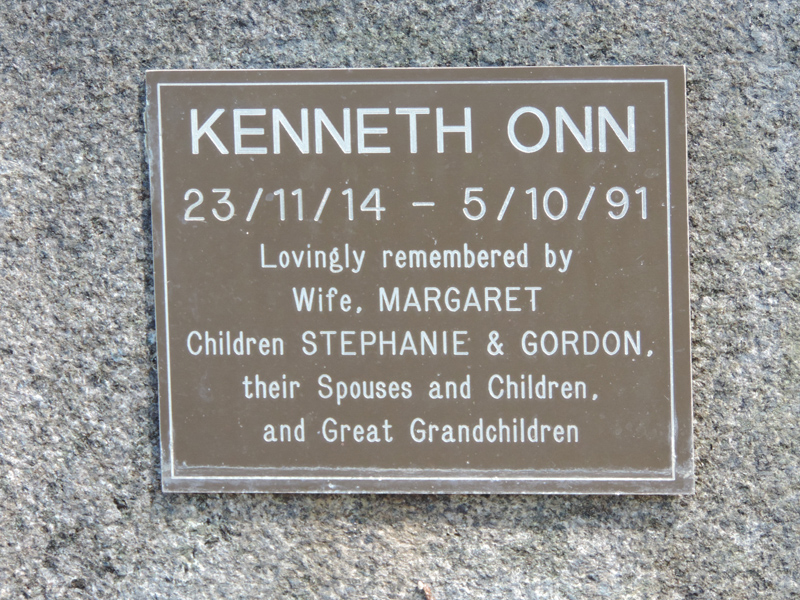 KENNETH ONN
23/11/14 - 5/10/91
Lovingly remembered by
Wife, MARGARET
Children STEPHANIE & GORDON,
their Spouses and Children,
and Great Grandchildren